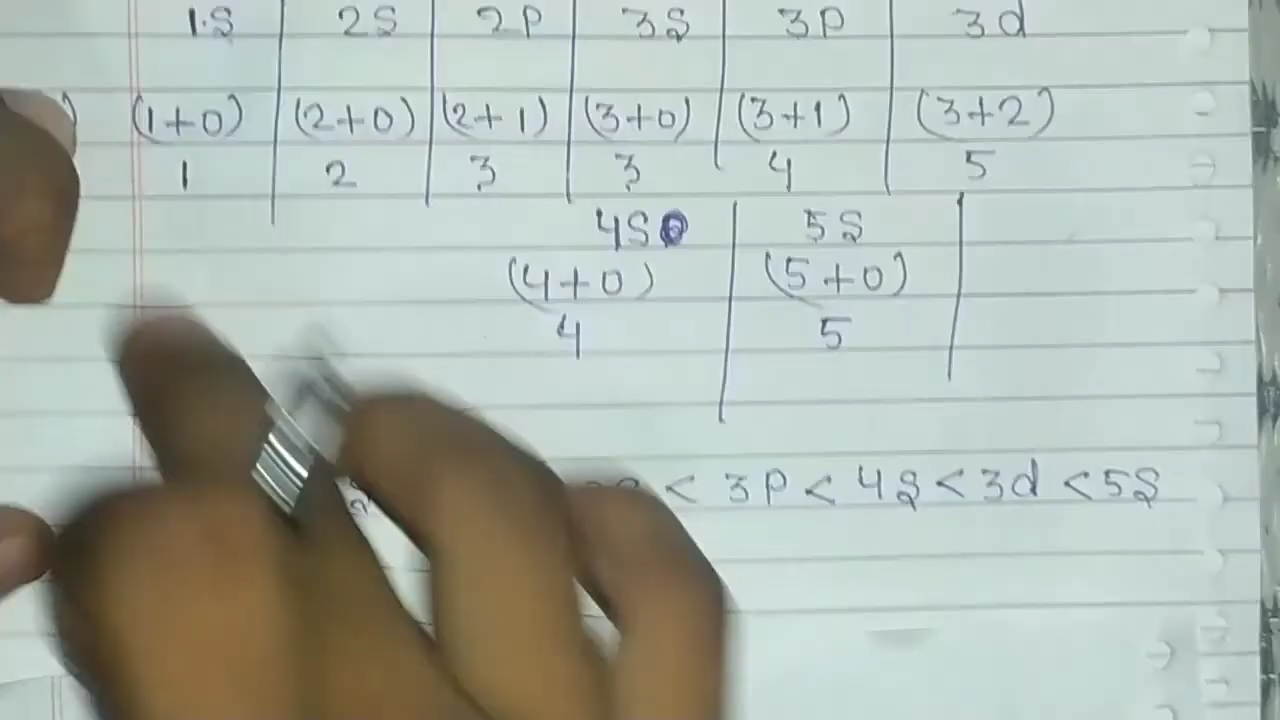 1.S 2S 2P 3S 3P 3d
(1+0) (2+0) (2+1) (3+0) (3+1) (3+2)
1 2 3 3 4 5
4S 5S
(4+0) (5+0)
4 5
< 3P < 4S < 3d < 5S